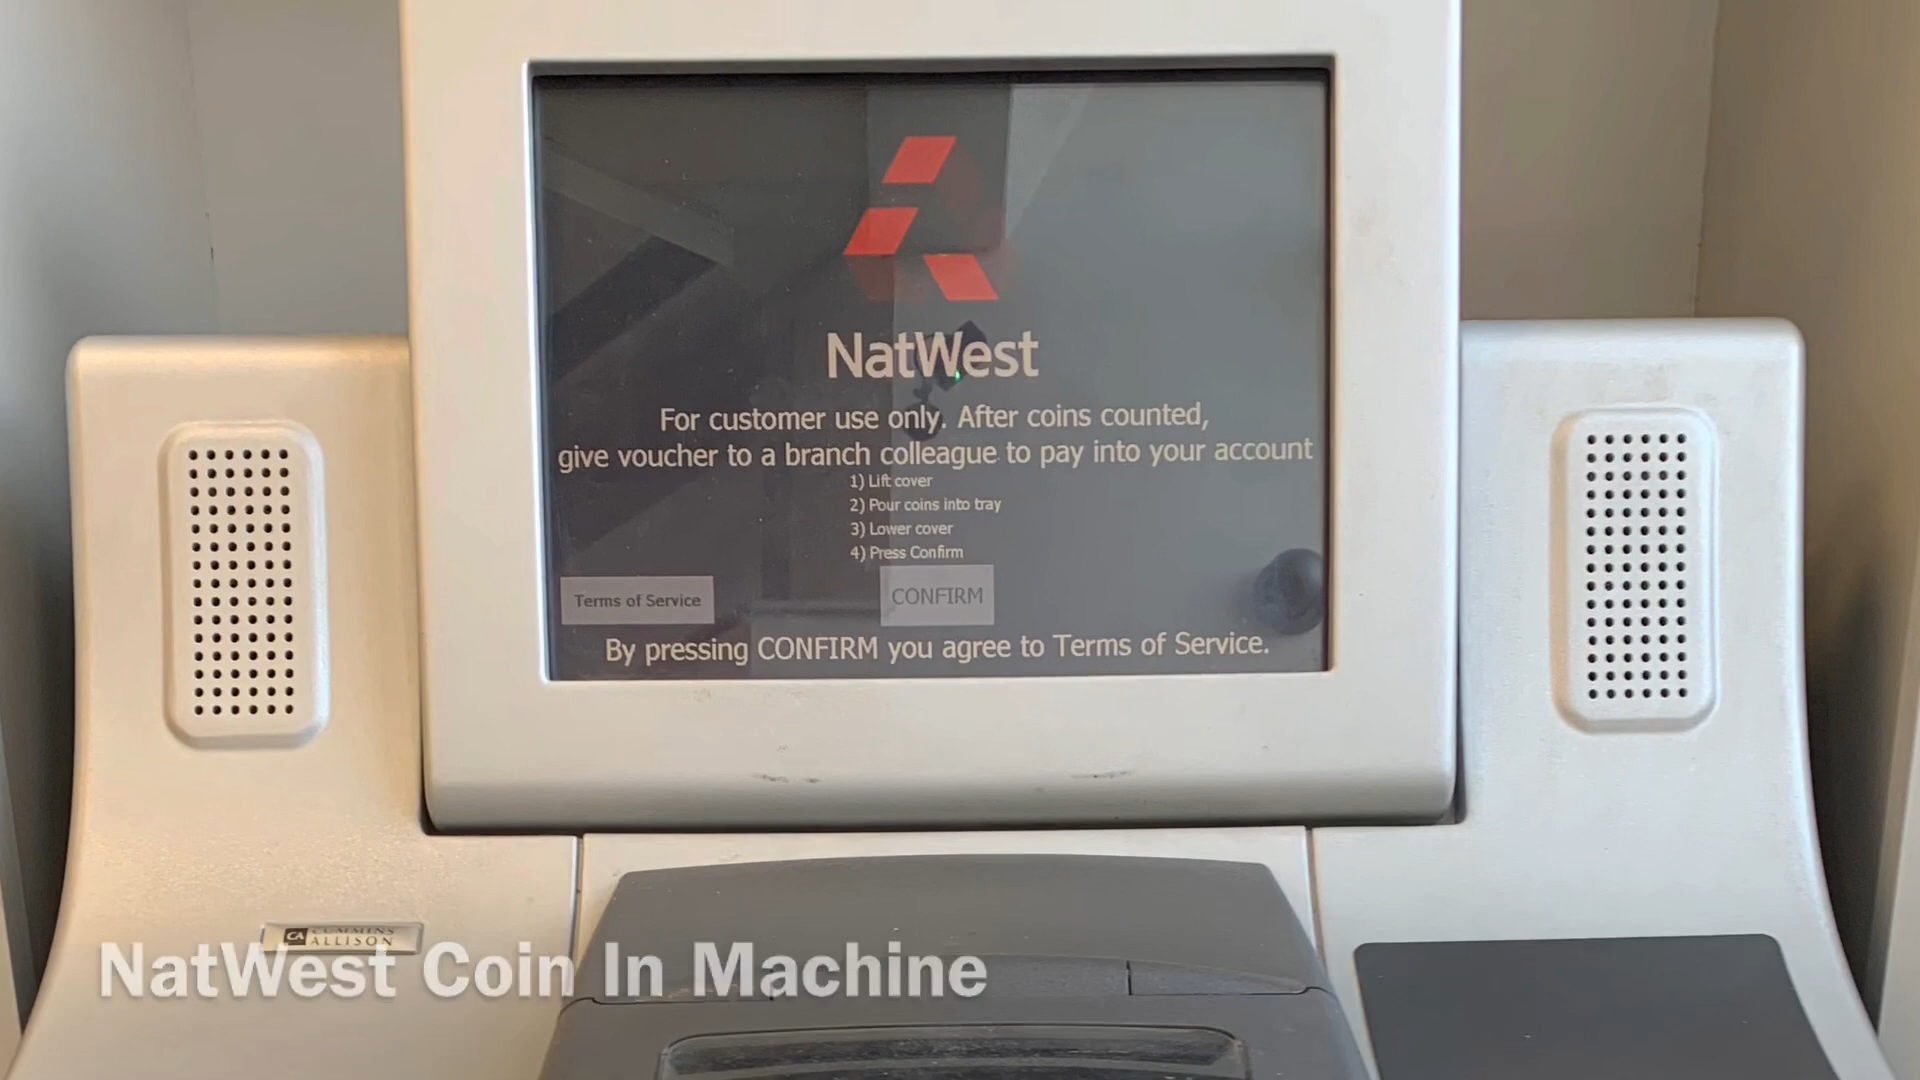 NatWest
For customer use only. After coins counted,
give voucher to a branch colleague to pay into your account
1) Lift cover
2) Pour coins into tray
3) Lower cover
4) Press Confirm
Terms of Service
CONFIRM
By pressing CONFIRM you agree to Terms of Service.
CA CUMMINS
ALLISON
NatWest Coin In Machine